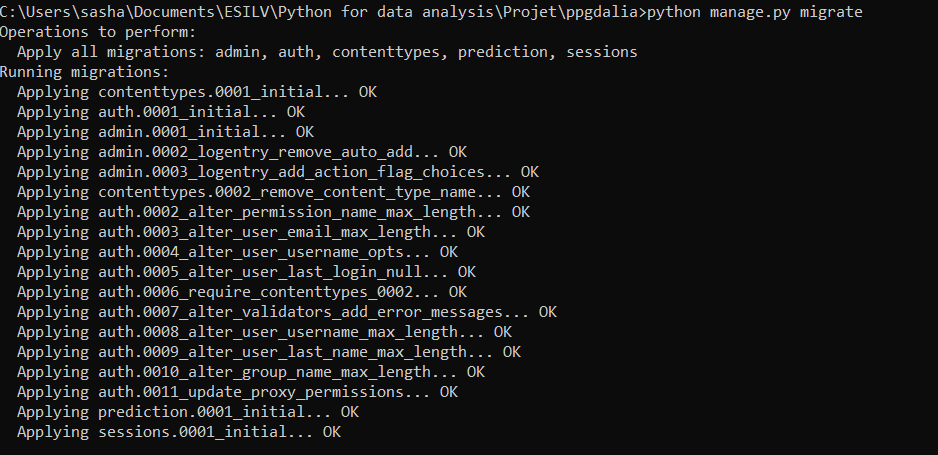 C:\Users\sasha\Documents\ESILV\Python for data analysis\Projet\ppgdalia>python manage.py migrate
Operations to perform:
  Apply all migrations: admin, auth, contenttypes, prediction, sessions
Running migrations:
  Applying contenttypes.0001_initial... OK
  Applying auth.0001_initial... OK
  Applying admin.0001_initial... OK
  Applying admin.0002_logentry_remove_auto_add... OK
  Applying admin.0003_logentry_add_action_flag_choices... OK
  Applying contenttypes.0002_remove_content_type_name... OK
  Applying auth.0002_alter_permission_name_max_length... OK
  Applying auth.0003_alter_user_email_max_length... OK
  Applying auth.0004_alter_user_username_opts... OK
  Applying auth.0005_alter_user_last_login_null... OK
  Applying auth.0006_require_contenttypes_0002... OK
  Applying auth.0007_alter_validators_add_error_messages... OK
  Applying auth.0008_alter_user_username_max_length... OK
  Applying auth.0009_alter_user_last_name_max_length... OK
  Applying auth.0010_alter_group_name_max_length... OK
  Applying auth.0011_update_proxy_permissions... OK
  Applying prediction.0001_initial... OK
  Applying sessions.0001_initial... OK